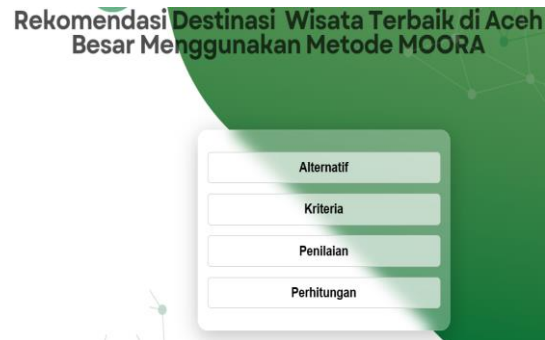 Rekomendasi Destinasi Wisata Terbaik di Aceh
Besar Menggunakan Metode MOORA
Alternatif
Kriteria
Penilaian
Perhitungan